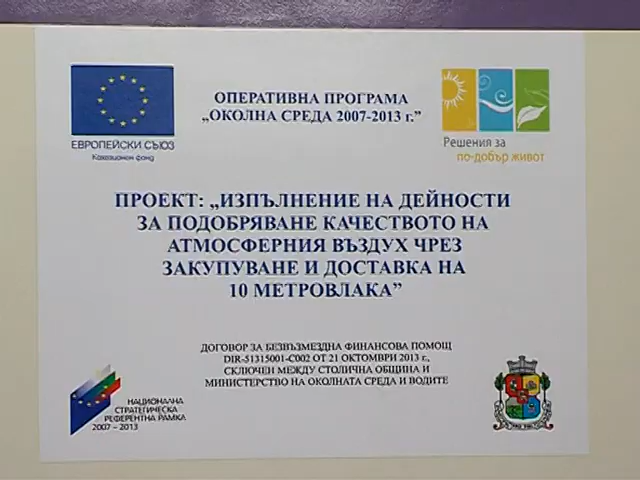 ОПЕРАТИВНА ПРОГРАМА
„ОКОЛНА СРЕДА 2007-2013 г.”
ЕВРОПЕЙСКИ СЪЮЗ
Кохезионен фонд
Решения за
по-добър живот
ПРОЕКТ: „ИЗПЪЛНЕНИЕ НА ДЕЙНОСТИ
ЗА ПОДОБРЯВАНЕ КАЧЕСТВОТО НА
АТМОСФЕРНИЯ ВЪЗДУХ ЧРЕЗ
ЗАКУПУВАНЕ И ДОСТАВКА НА
10 МЕТРОВЛАКА”
ДОГОВОР ЗА БЕЗВЪЗМЕЗДНА ФИНАНСОВА ПОМОЩ
DIR-51315001-C002 ОТ 21 ОКТОМВРИ 2013 г.,
СКЛЮЧЕН МЕЖДУ СТОЛИЧНА ОБЩИНА И
МИНИСТЕРСТВО НА ОКОЛНАТА СРЕДА И ВОДИТЕ
НАЦИОНАЛНА
СТРАТЕГИЧЕСКА
РЕФЕРЕНТНА РАМКА
2007 – 2013